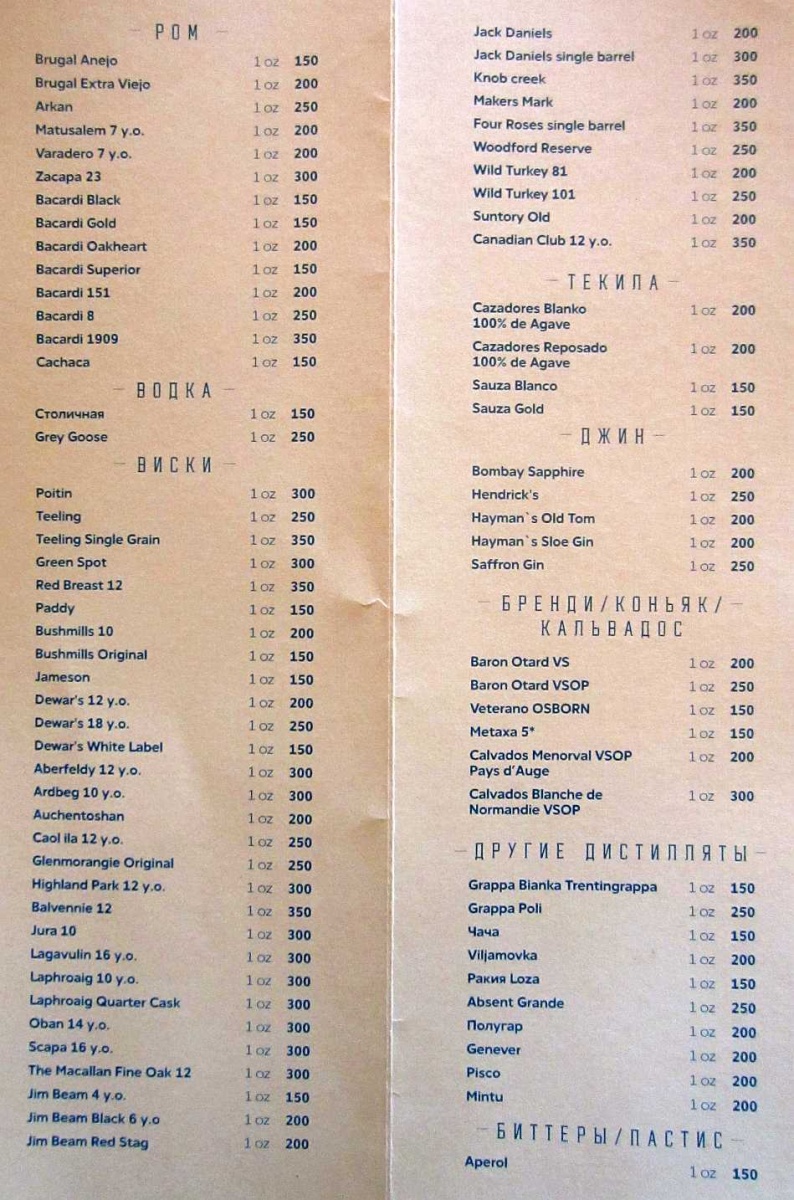 РОМ
Brugal Anejo 1 oz 150
Brugal Extra Viejo 1 oz 200
Arkan 1 oz 250
Matusalem 7 y.o. 1 oz 200
Varadero 7 y.o. 1 oz 200
Zacapa 23 1 oz 300
Bacardi Black 1 oz 150
Bacardi Gold 1 oz 150
Bacardi Oakheart 1 oz 200
Bacardi Superior 1 oz 150
Bacardi 151 1 oz 200
Bacardi 8 1 oz 250
Bacardi 1909 1 oz 350
Cachaca 1 oz 150
ВОДКА
Столичная 1 oz 150
Grey Goose 1 oz 250
ВИСКИ
Poitin 1 oz 300
Teeling 1 oz 250
Teeling Single Grain 1 oz 350
Green Spot 1 oz 300
Red Breast 12 1 oz 350
Paddy 1 oz 150
Bushmills 10 1 oz 200
Bushmills Original 1 oz 150
Jameson 1 oz 150
Dewar's 12 y.o. 1 oz 200
Dewar's 18 y.o. 1 oz 250
Dewar's White Label 1 oz 150
Aberfeldy 12 y.o. 1 oz 300
Ardbeg 10 y.o. 1 oz 300
Auchentoshan 1 oz 200
Caol ila 12 y.o. 1 oz 250
Glenmorangie Original 1 oz 250
Highland Park 12 y.o. 1 oz 300
Balvennie 12 1 oz 350
Jura 10 1 oz 300
Lagavulin 16 y.o. 1 oz 300
Laphroaig 10 y.o. 1 oz 300
Laphroaig Quarter Cask 1 oz 300
Oban 14 y.o. 1 oz 300
Scapa 16 y.o. 1 oz 300
The Macallan Fine Oak 12 1 oz 300
Jim Beam 4 y.o. 1 oz 150
Jim Beam Black 6 y.o 1 oz 200
Jim Beam Red Stag 1 oz 200
Jack Daniels 1 oz 200
Jack Daniels single barrel 1 oz 300
Knob creek 1 oz 350
Makers Mark 1 oz 200
Four Roses single barrel 1 oz 350
Woodford Reserve 1 oz 250
Wild Turkey 81 1 oz 200
Wild Turkey 101 1 oz 250
Suntory Old 1 oz 200
Canadian Club 12 y.o. 1 oz 350
ТЕКИЛА
Cazadores Blanko 1 oz 200
100% de Agave
Cazadores Reposado 1 oz 200
100% de Agave
Sauza Blanco 1 oz 150
Sauza Gold 1 oz 150
ДЖИН
Bombay Sapphire 1 oz 200
Hendrick's 1 oz 250
Hayman`s Old Tom 1 oz 200
Hayman`s Sloe Gin 1 oz 200
Saffron Gin 1 oz 250
БРЕНДИ/КОНЬЯК/
КАЛЬВАДОС
Baron Otard VS 1 oz 200
Baron Otard VSOP 1 oz 250
Veterano OSBORN 1 oz 150
Metaxa 5* 1 oz 150
Calvados Menorval VSOP 1 oz 200
Pays d'Auge
Calvados Blanche de 1 oz 300
Normandie VSOP
ДРУГИЕ ДИСТИЛЛЯТЫ
Grappa Bianka Trentingrappa 1 oz 150
Grappa Poli 1 oz 250
Чача 1 oz 150
Viljamovka 1 oz 200
Ракия Loza 1 oz 150
Absent Grande 1 oz 250
Полугар 1 oz 200
Genever 1 oz 200
Pisco 1 oz 200
Mintu 1 oz 200
БИТТЕРЫ/ПАСТИС
Aperol 1 oz 150